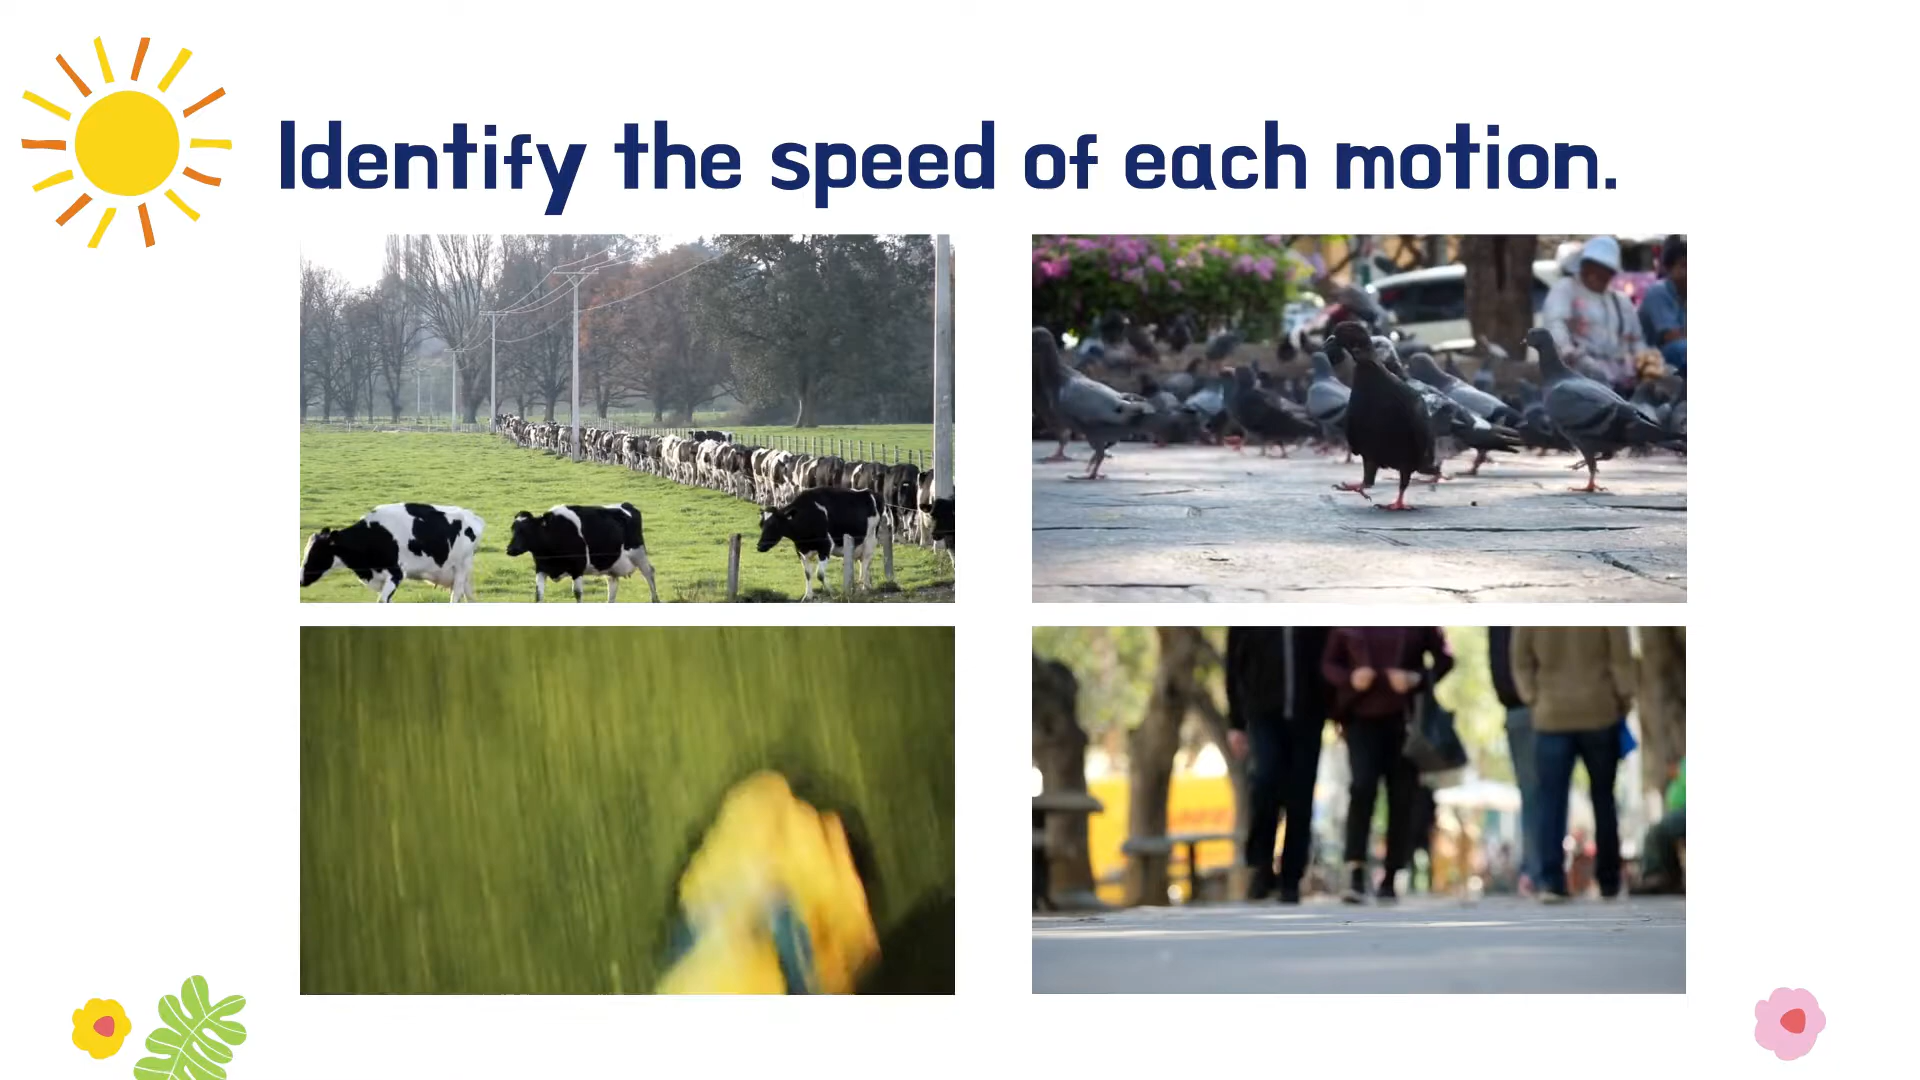 Identify the speed of each motion.